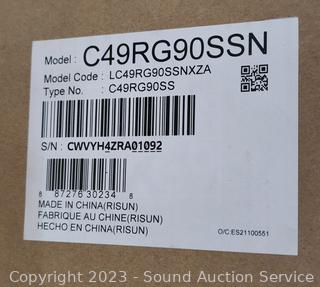 Model : C49RG90SSN
Model Code : LC49RG90SSNXZA
Type No. : C49RG90SS
S/N : CWVYH4ZRA01092
8 87276 30234 8
MADE IN CHINA(RISUN)
FABRIQUE AU CHINE(RISUN)
HECHO EN CHINA(RISUN)
O/C:ES21100551
Copyright © 2023 - Sound Auction Service